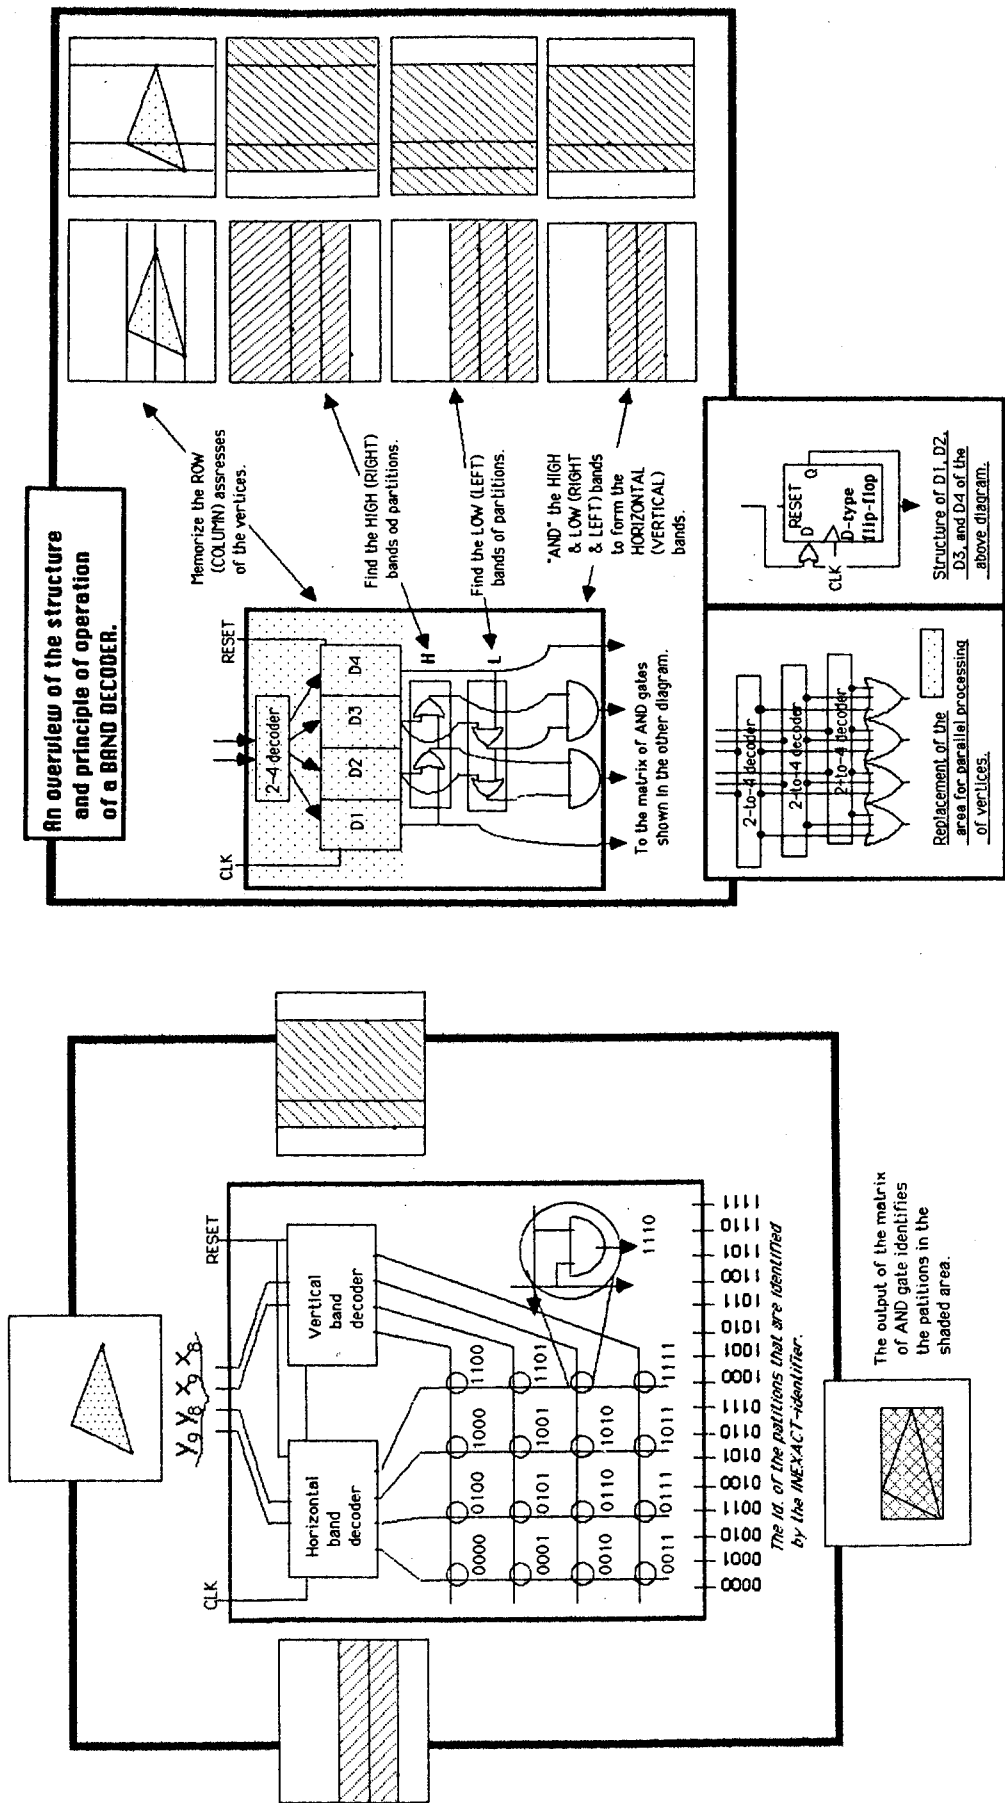 An overview of the structure
and principle of operation
of a BAND DECODER.
CLK
RESET
2-4 decoder
D1
D2
D3
D4
H
L
To the matrix of AND gates
shown in the other diagram.
Memorize the ROW
(COLUMN) assresses
of the vertices.
Find the HIGH (RIGHT)
bands od partitions.
Find the LOW (LEFT)
bands of partitions.
"AND" the HIGH
& LOW (RIGHT
& LEFT) bands
to form the
HORIZONTAL
(VERTICAL)
bands.
2-to-4 decoder
2-to-4 decoder
2-to-4 decoder
Replacement of the
area for parallel processing
of vertices.
RESET
D
Q
CLK
D-type
flip-flop
Structure of D1, D2,
D3, and D4 of the
above diagram.
Y9 Y8 X9 X8
CLK
RESET
Horizontal
band
decoder
Vertical
band
decoder
0000 0100 1000 1100
0001 0101 1001 1101
0010 0110 1010 1110
0011 0111 1011 1111
0000 0001 0010 0011 0100 0101 0110 0111 1000 1001 1010 1011 1100 1101 1110 1111
The Id. of the patitions that are identified
by the INEXACT-identifier.
The output of the matrix
of AND gate identifies
the patitions in the
shaded area.